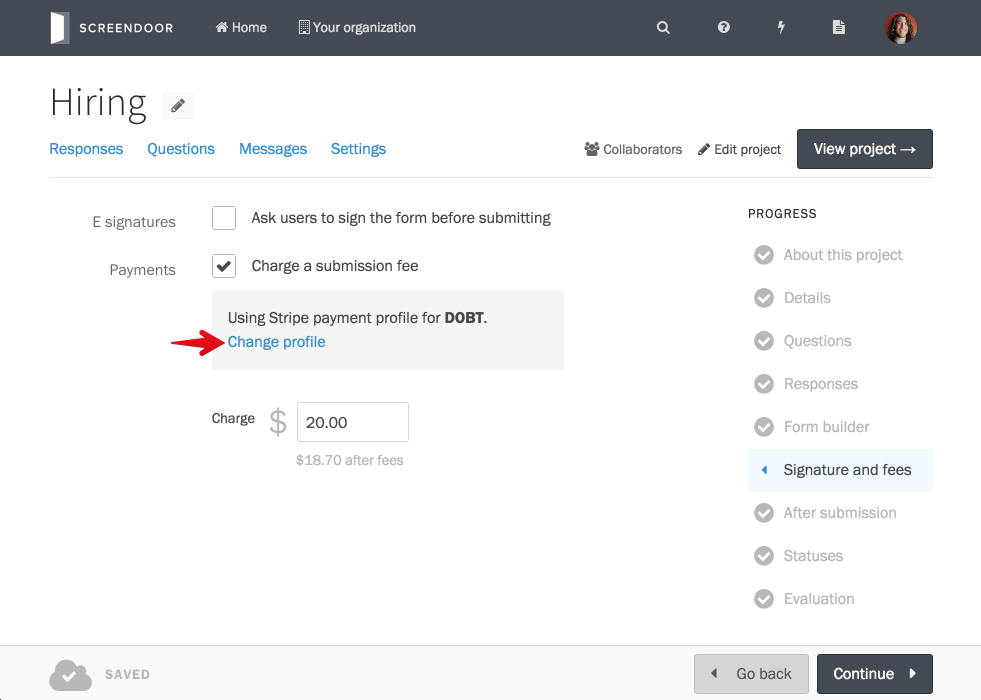 SCREENDOOR
Home
Your organization
Hiring
Responses
Questions
Messages
Settings
Collaborators
Edit project
View project →
E signatures
Ask users to sign the form before submitting
Payments
Charge a submission fee
Using Stripe payment profile for DOBT.
Change profile
Charge
$
20.00
$18.70 after fees
PROGRESS
About this project
Details
Questions
Responses
Form builder
Signature and fees
After submission
Statuses
Evaluation
SAVED
Go back
Continue